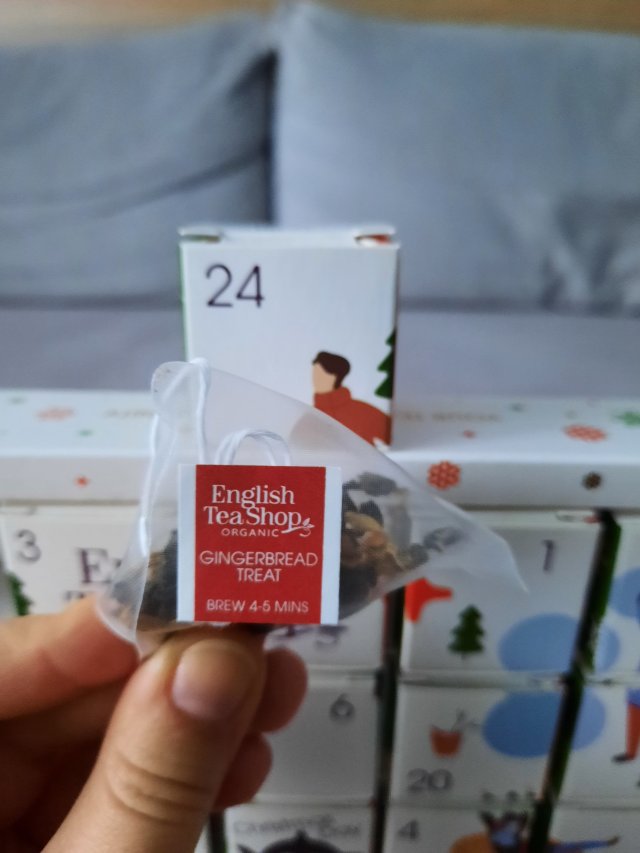 24
English
Tea Shop
ORGANIC
GINGERBREAD
TREAT
BREW 4-5 MINS
3
1
6
20
4